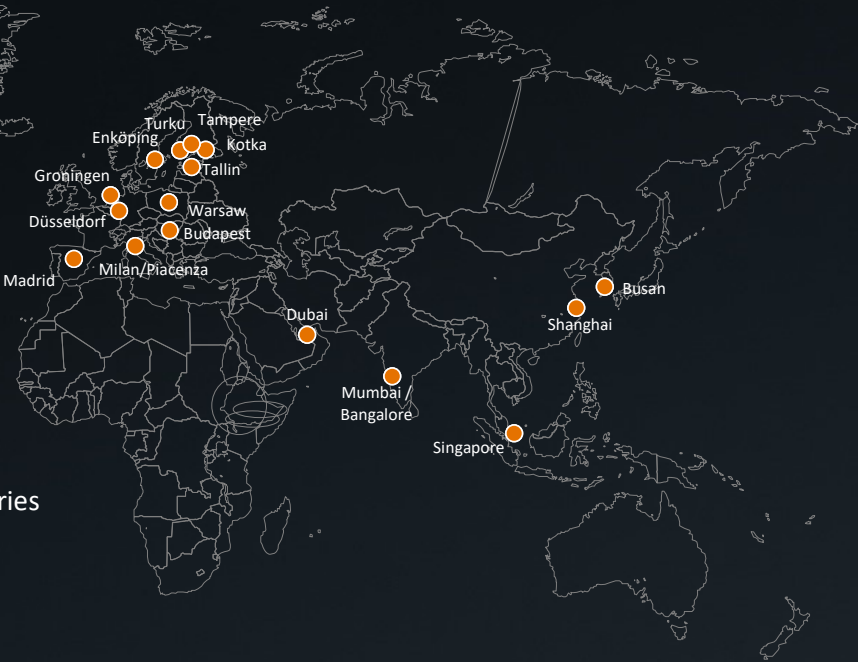 Turku
Tampere
Enköping
Kotka
Tallin
Groningen
Düsseldorf
Warsaw
Budapest
Milan/Piacenza
Madrid
Dubai
Busan
Shanghai
Mumbai /
Bangalore
Singapore
ries